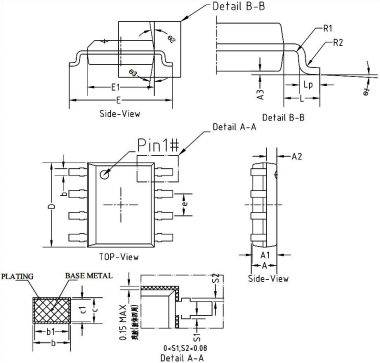 Detail B-B
θ2
θ3
E1
E
Side-View
R1
R2
A3
Lp
L
θ1
Detail B-B
Pin1#
Detail A-A
b
D
e
TOP-View
A2
A1
A
Side-View
PLATING
BASE METAL
c1
c
b1
b
0.15 MAX
S2
S1
0<S1,S2<0.08
Detail A-A